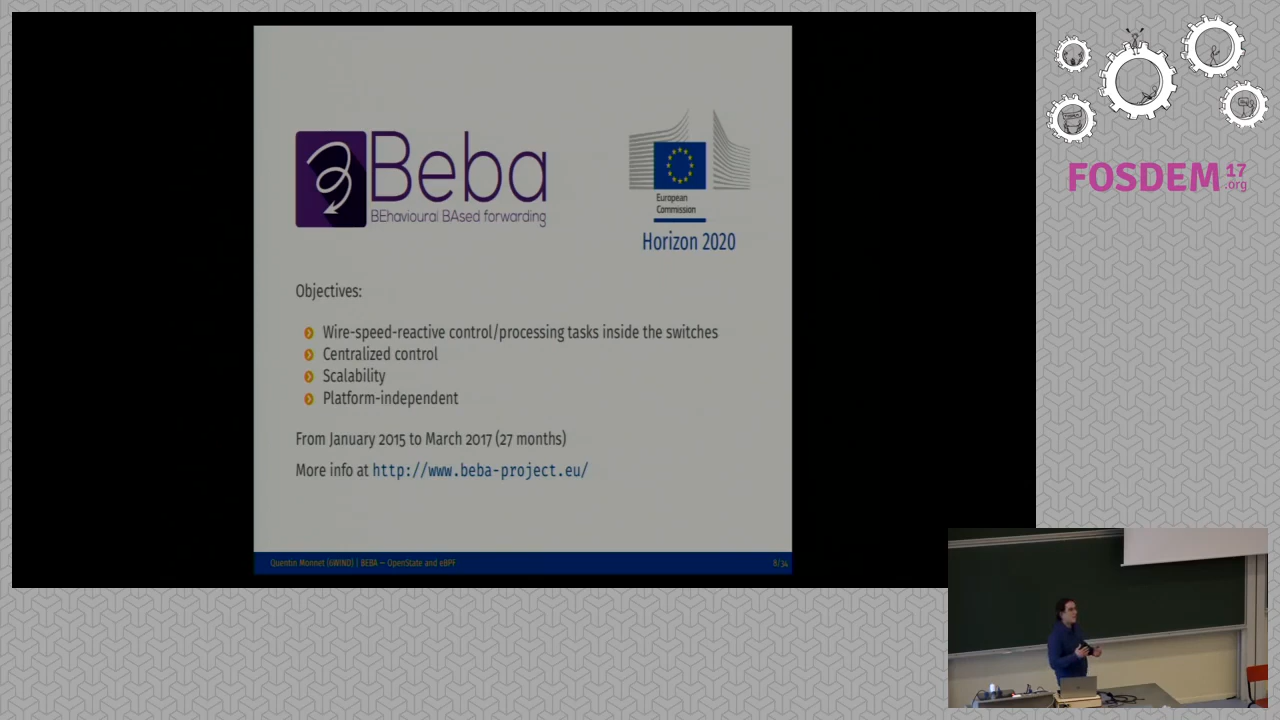 Beba
BEhavioural BAsed forwarding
European
Commission
Horizon 2020
Objectives:
Wire-speed-reactive control/processing tasks inside the switches
Centralized control
Scalability
Platform-independent
From January 2015 to March 2017 (27 months)
More info at http://www.beba-project.eu/
Quentin Monnet (6WIND) | BEBA — OpenState and eBPF
8/34
FOSDEM 17
.org